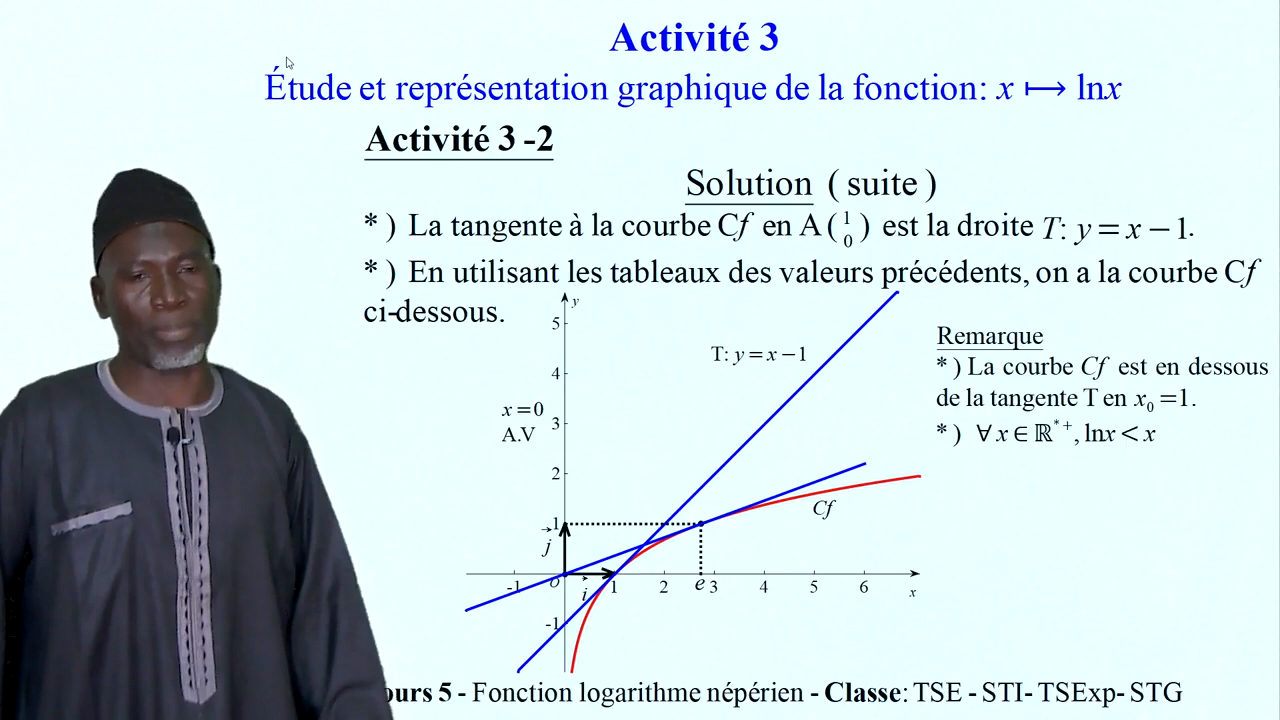 Activité 3
Étude et représentation graphique de la fonction: x ⟼ lnx
Activité 3 -2
Solution ( suite )
* ) La tangente à la courbe Cf en A ( 1 0 ) est la droite T: y = x − 1.
* ) En utilisant les tableaux des valeurs précédents, on a la courbe Cf
ci-dessous.
y
5
T: y = x − 1
4
x = 0
A.V
3
2
1
j
Cf
-1 o i 1 2 e 3 4 5 6 x
-1
Remarque
* ) La courbe Cf est en dessous
de la tangente T en x₀ =1.
* ) ∀ x ∈ ℝ*⁺, lnx < x
ours 5 - Fonction logarithme népérien - Classe: TSE - STI- TSExp- STG